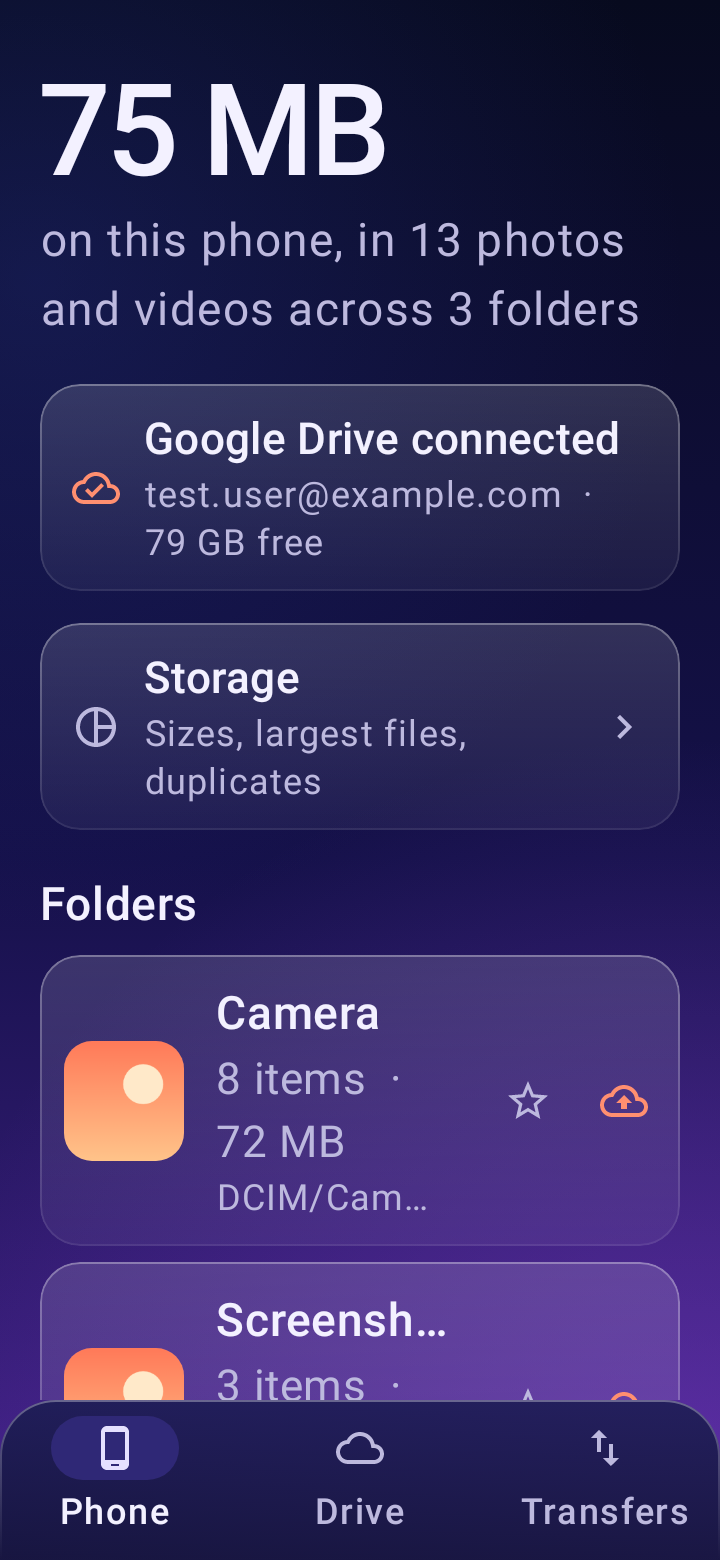 75 MB
on this phone, in 13 photos
and videos across 3 folders
Google Drive connected
test.user@example.com ·
79 GB free
Storage
Sizes, largest files,
duplicates
Folders
Camera
8 items ·
72 MB
DCIM/Cam…
Screensh…
3 items ·
Phone
Drive
Transfers